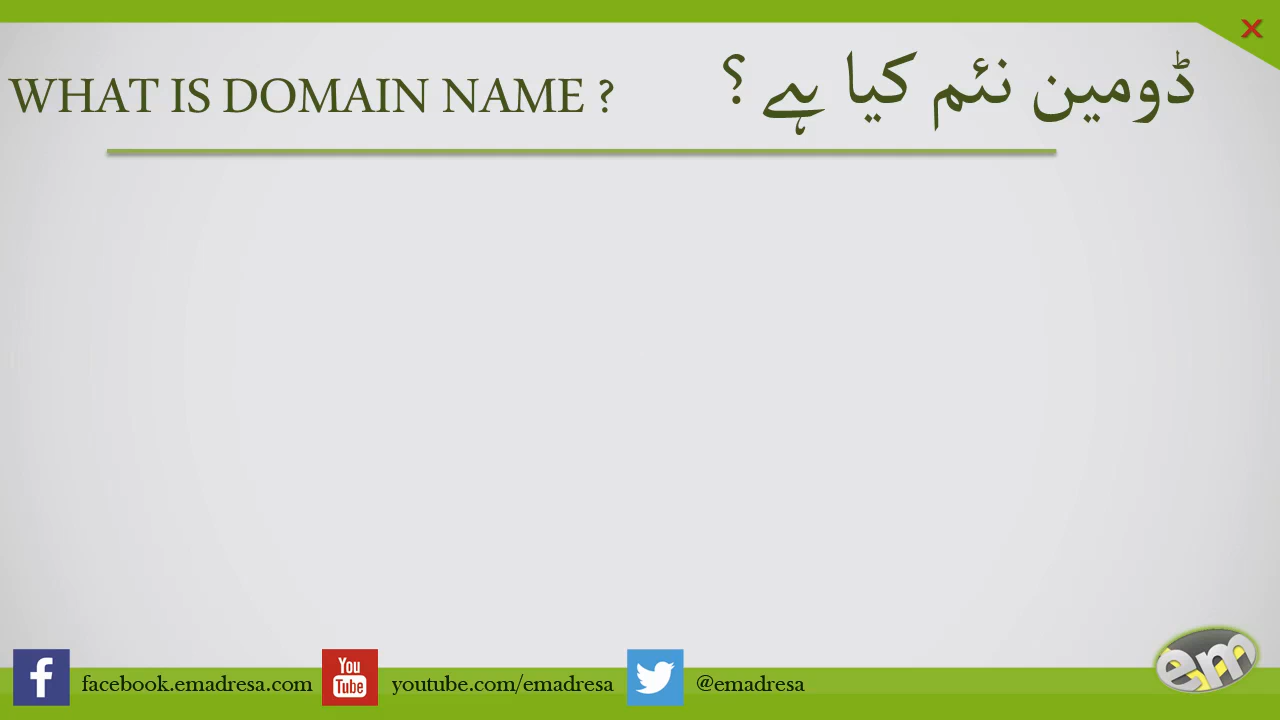 WHAT IS DOMAIN NAME ?
ڈومین نئم کیا ہے ؟
facebook.emadresa.com
You Tube
youtube.com/emadresa
@emadresa
em